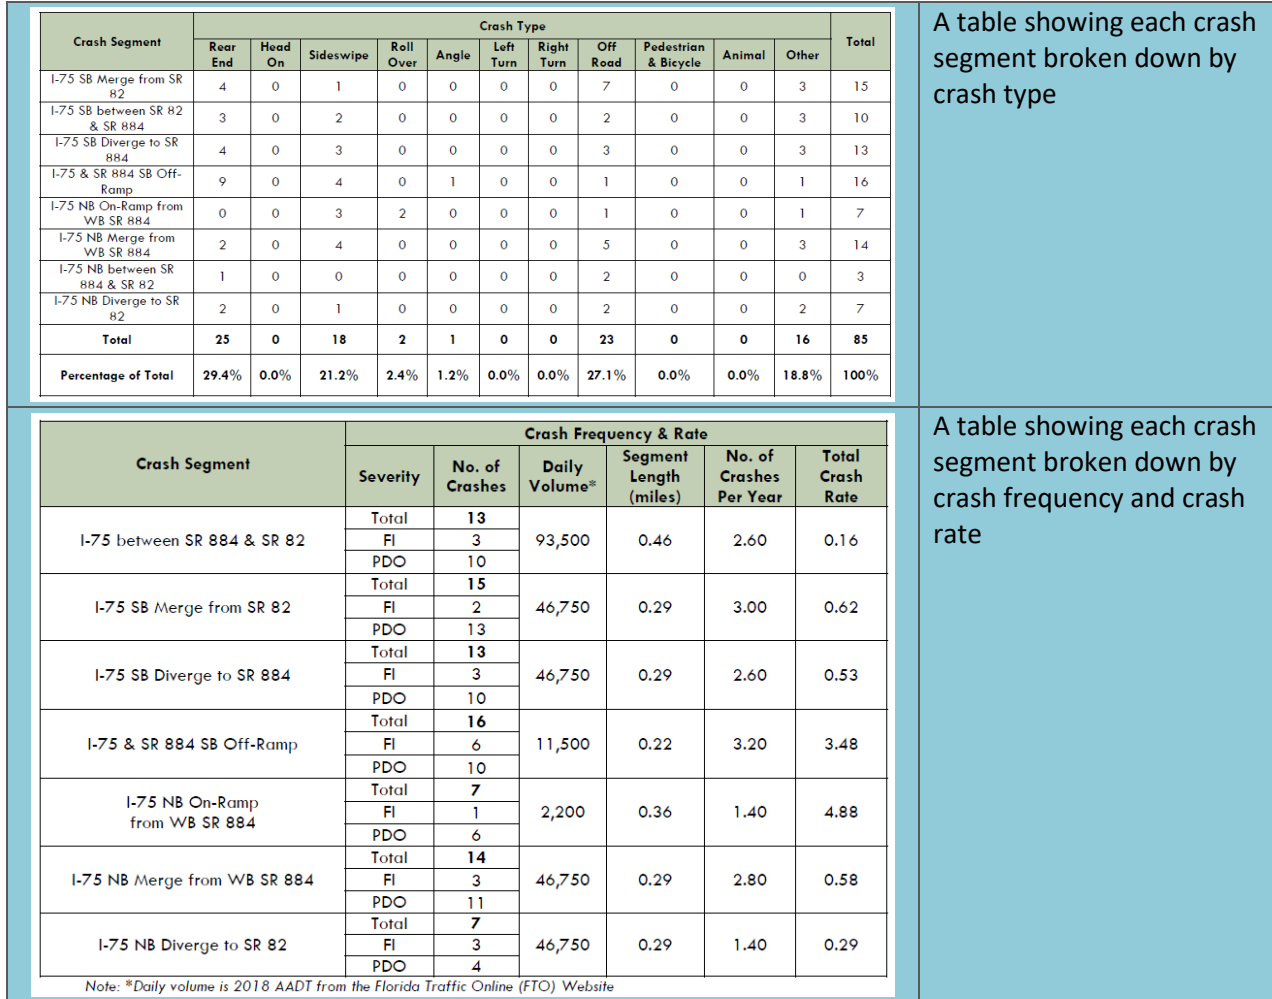 Crash Segment
Crash Type
Total
Rear End
Head On
Sideswipe
Roll Over
Angle
Left Turn
Right Turn
Off Road
Pedestrian & Bicycle
Animal
Other
I-75 SB Merge from SR 82 4 0 1 0 0 0 0 7 0 0 3 15
I-75 SB between SR 82 & SR 884 3 0 2 0 0 0 0 2 0 0 3 10
I-75 SB Diverge to SR 884 4 0 3 0 0 0 0 3 0 0 3 13
I-75 & SR 884 SB Off-Ramp 9 0 4 0 1 0 0 1 0 0 1 16
I-75 NB On-Ramp from WB SR 884 0 0 3 2 0 0 0 1 0 0 1 7
I-75 NB Merge from WB SR 884 2 0 4 0 0 0 0 5 0 0 3 14
I-75 NB between SR 884 & SR 82 1 0 0 0 0 0 0 2 0 0 0 3
I-75 NB Diverge to SR 82 2 0 1 0 0 0 0 2 0 0 2 7
Total 25 0 18 2 1 0 0 23 0 0 16 85
Percentage of Total 29.4% 0.0% 21.2% 2.4% 1.2% 0.0% 0.0% 27.1% 0.0% 0.0% 18.8% 100%
A table showing each crash
segment broken down by
crash type
Crash Segment
Crash Frequency & Rate
Severity
No. of Crashes
Daily Volume*
Segment Length (miles)
No. of Crashes Per Year
Total Crash Rate
I-75 between SR 884 & SR 82
Total 13
FI 3 93,500 0.46 2.60 0.16
PDO 10
I-75 SB Merge from SR 82
Total 15
FI 2 46,750 0.29 3.00 0.62
PDO 13
I-75 SB Diverge to SR 884
Total 13
FI 3 46,750 0.29 2.60 0.53
PDO 10
I-75 & SR 884 SB Off-Ramp
Total 16
FI 6 11,500 0.22 3.20 3.48
PDO 10
I-75 NB On-Ramp
from WB SR 884
Total 7
FI 1 2,200 0.36 1.40 4.88
PDO 6
I-75 NB Merge from WB SR 884
Total 14
FI 3 46,750 0.29 2.80 0.58
PDO 11
I-75 NB Diverge to SR 82
Total 7
FI 3 46,750 0.29 1.40 0.29
PDO 4
Note: *Daily volume is 2018 AADT from the Florida Traffic Online (FTO) Website
A table showing each crash
segment broken down by
crash frequency and crash
rate